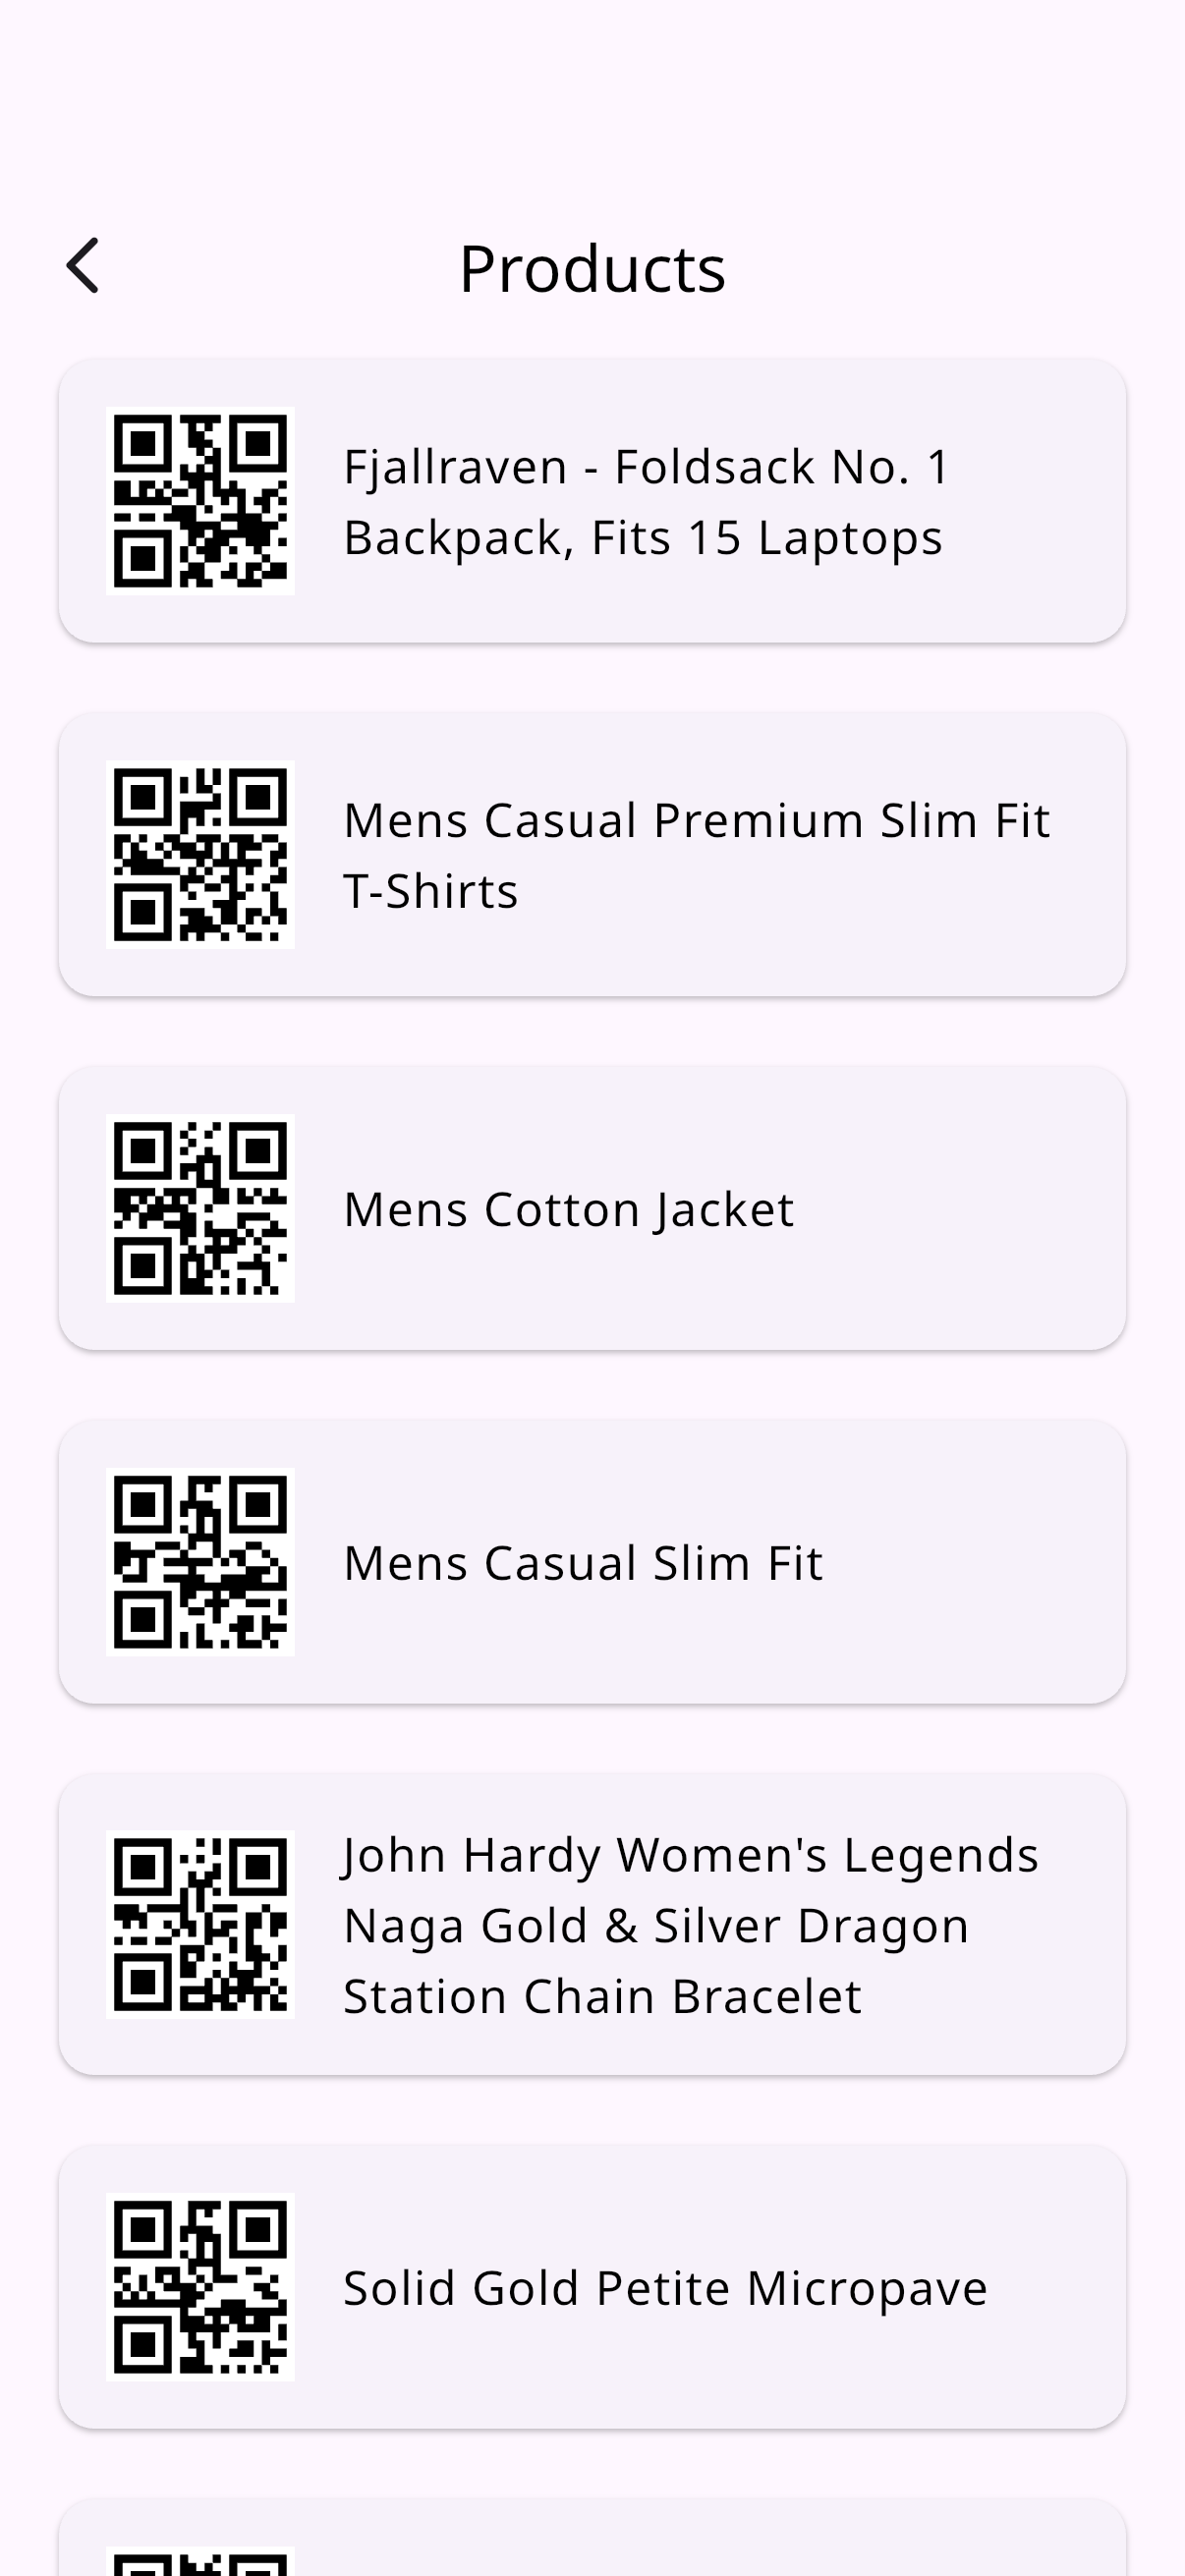 Products
Fjallraven - Foldsack No. 1
Backpack, Fits 15 Laptops
Mens Casual Premium Slim Fit
T-Shirts
Mens Cotton Jacket
Mens Casual Slim Fit
John Hardy Women's Legends
Naga Gold & Silver Dragon
Station Chain Bracelet
Solid Gold Petite Micropave